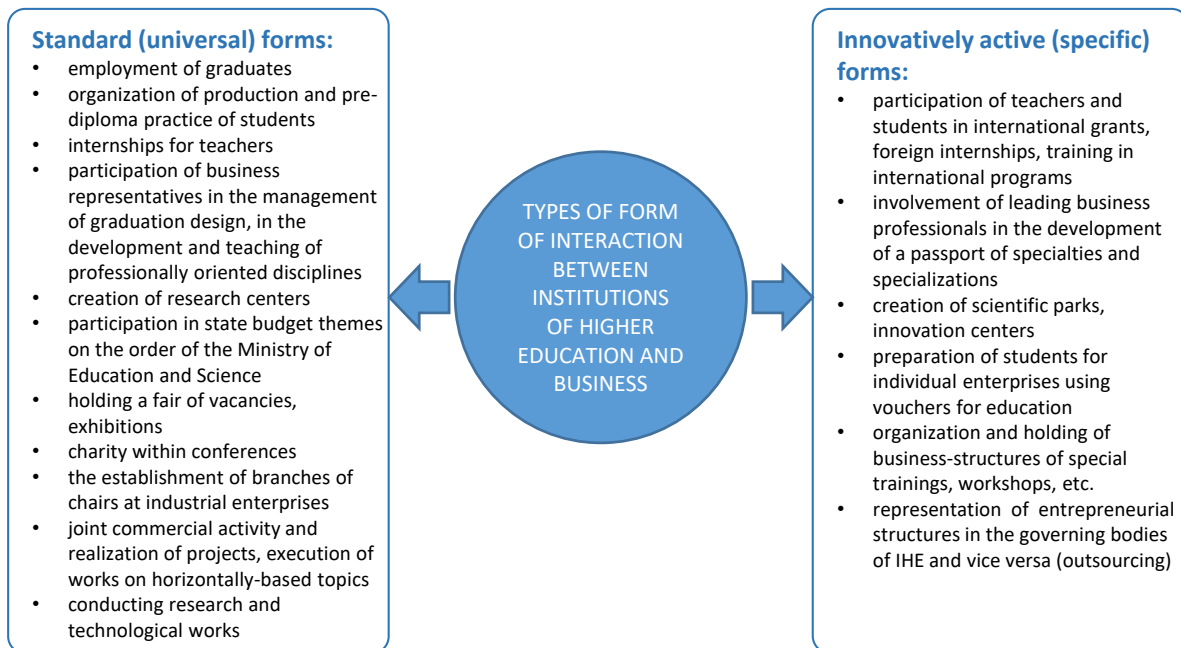 Standard (universal) forms:
• employment of graduates
• organization of production and pre-
diploma practice of students
• internships for teachers
• participation of business
representatives in the management
of graduation design, in the
development and teaching of
professionally oriented disciplines
• creation of research centers
• participation in state budget themes
on the order of the Ministry of
Education and Science
• holding a fair of vacancies,
exhibitions
• charity within conferences
• the establishment of branches of
chairs at industrial enterprises
• joint commercial activity and
realization of projects, execution of
works on horizontally-based topics
• conducting research and
technological works
TYPES OF FORM
OF INTERACTION
BETWEEN
INSTITUTIONS
OF HIGHER
EDUCATION AND
BUSINESS
Innovatively active (specific)
forms:
• participation of teachers and
students in international grants,
foreign internships, training in
international programs
• involvement of leading business
professionals in the development
of a passport of specialties and
specializations
• creation of scientific parks,
innovation centers
• preparation of students for
individual enterprises using
vouchers for education
• organization and holding of
business-structures of special
trainings, workshops, etc.
• representation of entrepreneurial
structures in the governing bodies
of IHE and vice versa (outsourcing)